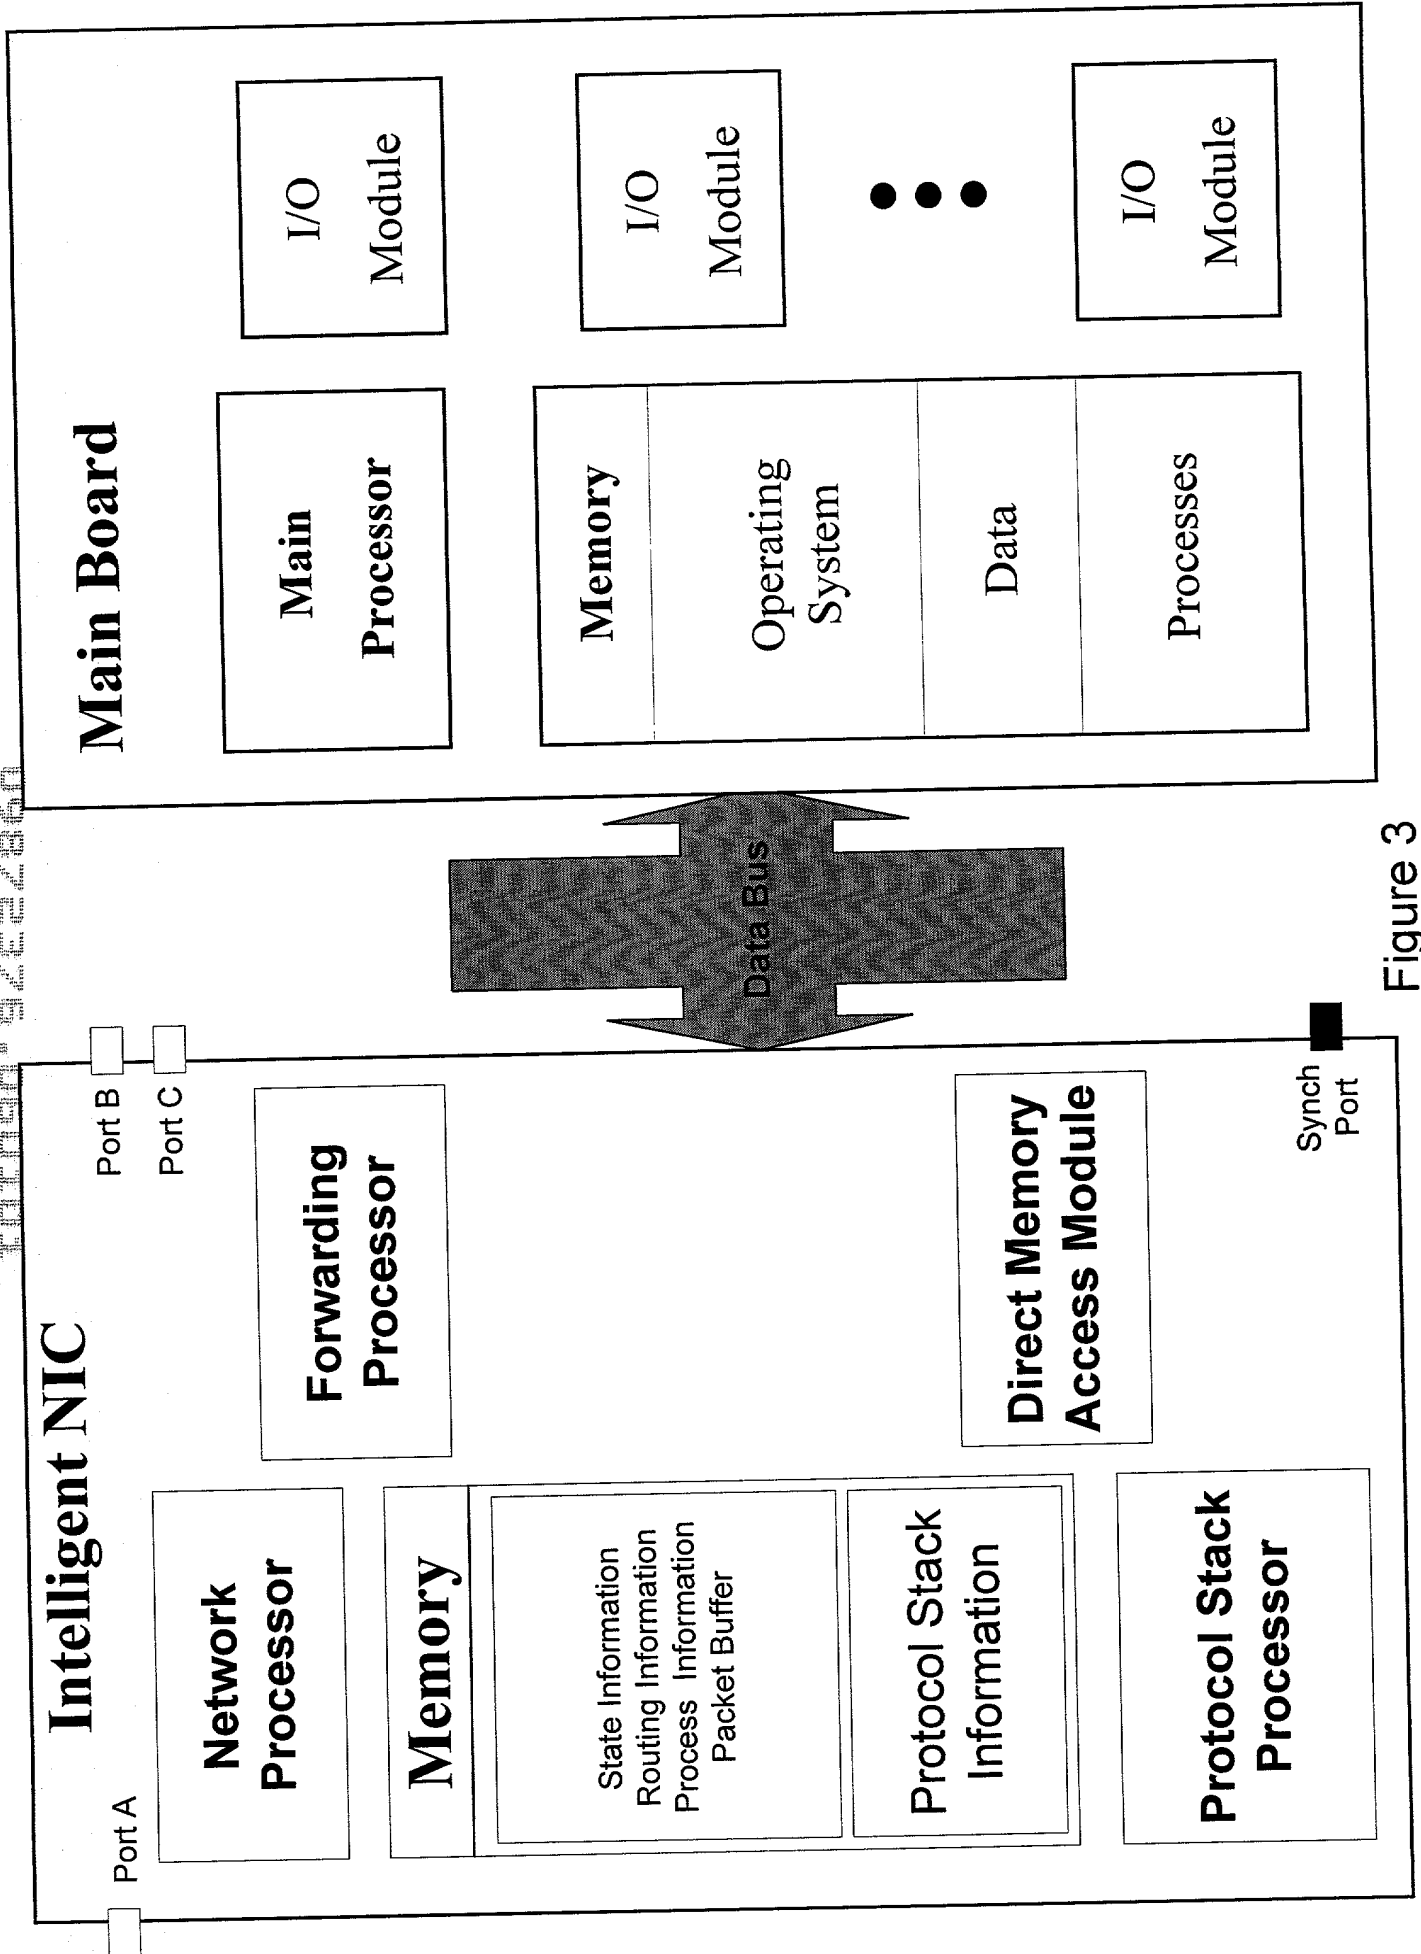 Intelligent NIC
Port A
Port B
Port C
Network
Processor
Forwarding
Processor
Memory
State Information
Routing Information
Process Information
Packet Buffer
Protocol Stack
Information
Direct Memory
Access Module
Protocol Stack
Processor
Synch
Port
Data Bus
Main Board
Main
Processor
I/O
Module
Memory
Operating
System
Data
Processes
I/O
Module
I/O
Module
Figure 3